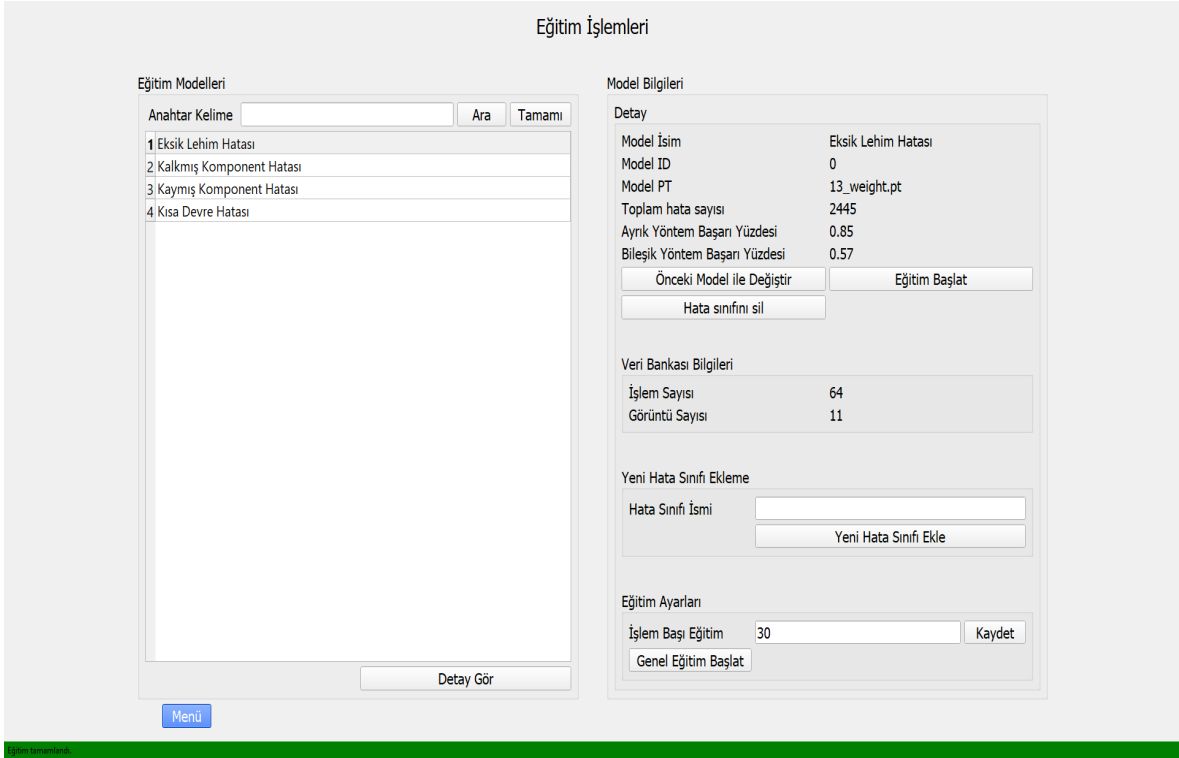 Eğitim İşlemleri
Eğitim Modelleri
Anahtar Kelime Ara Tamamı
1 Eksik Lehim Hatası
2 Kalkmış Komponent Hatası
3 Kaymış Komponent Hatası
4 Kısa Devre Hatası
Detay Gör
Menü
Model Bilgileri
Detay
Model İsim Eksik Lehim Hatası
Model ID 0
Model PT 13_weight.pt
Toplam hata sayısı 2445
Ayrık Yöntem Başarı Yüzdesi 0.85
Bileşik Yöntem Başarı Yüzdesi 0.57
Önceki Model ile Değiştir Eğitim Başlat
Hata sınıfını sil
Veri Bankası Bilgileri
İşlem Sayısı 64
Görüntü Sayısı 11
Yeni Hata Sınıfı Ekleme
Hata Sınıfı İsmi
Yeni Hata Sınıfı Ekle
Eğitim Ayarları
İşlem Başı Eğitim 30 Kaydet
Genel Eğitim Başlat
Eğitim tamamlandı.